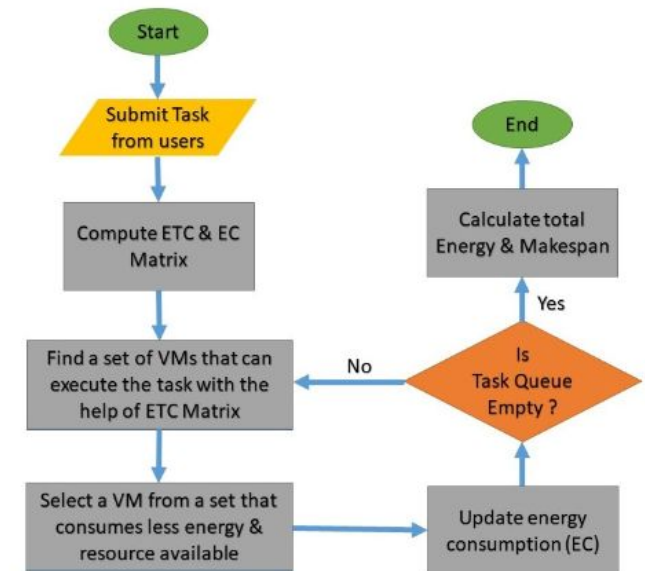 Start
Submit Task
from users
Compute ETC & EC
Matrix
Find a set of VMs that can
execute the task with the
help of ETC Matrix
Select a VM from a set that
consumes less energy &
resource available
Update energy
consumption (EC)
Is
Task Queue
Empty ?
No
Yes
Calculate total
Energy & Makespan
End